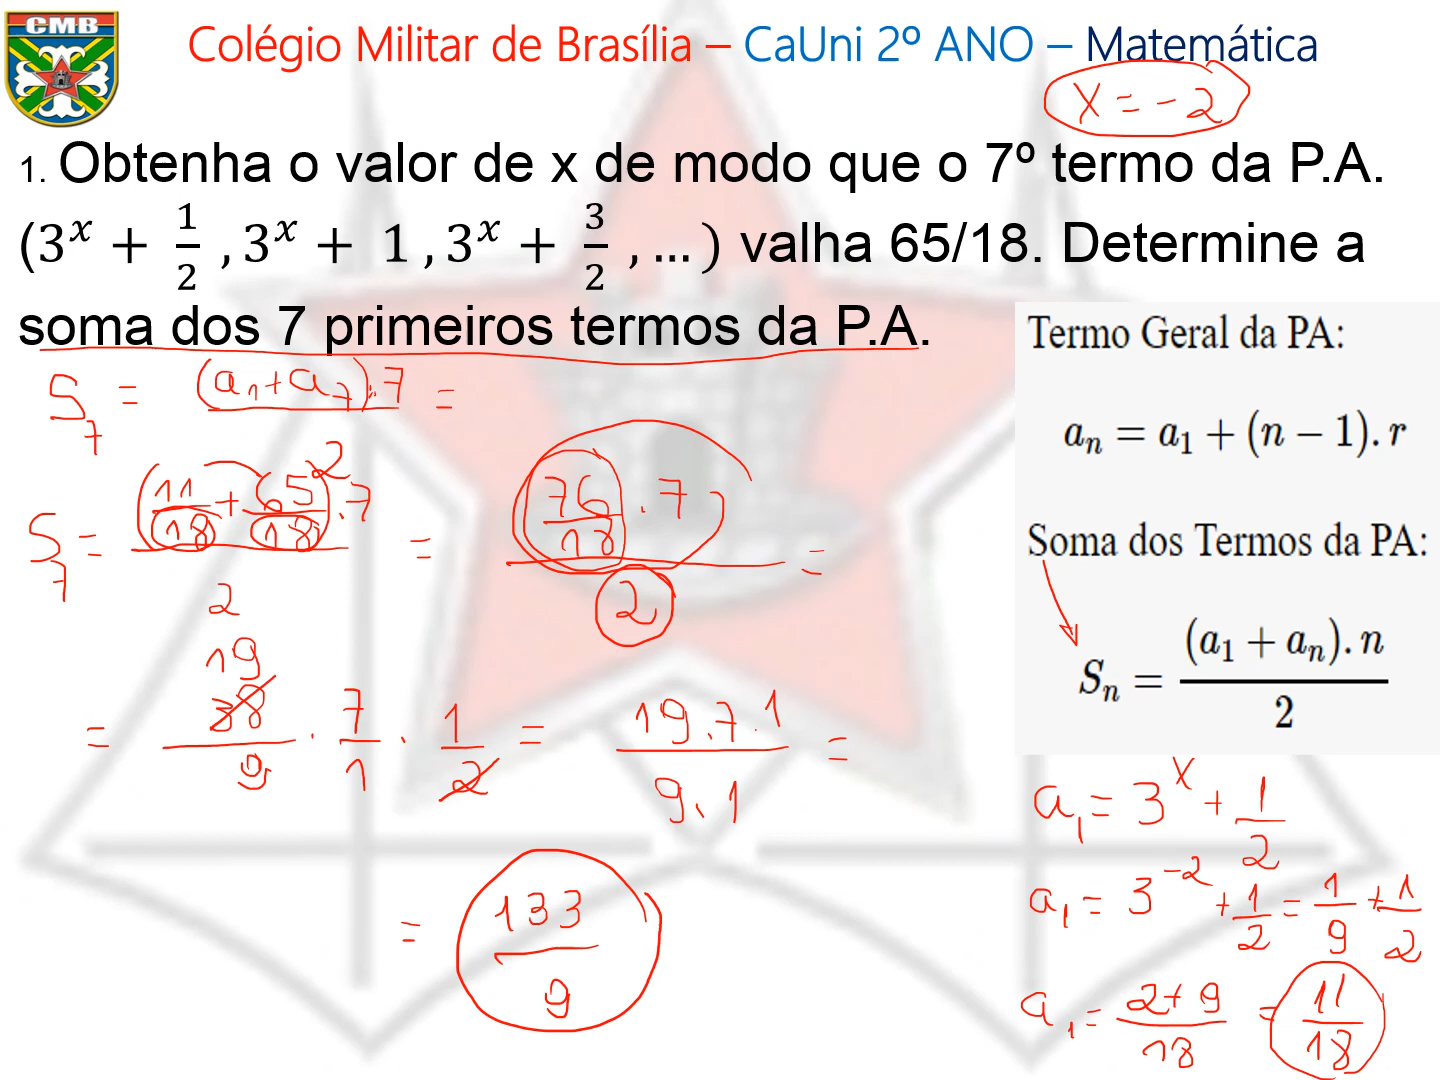 CMB
Colégio Militar de Brasília – CaUni 2º ANO – Matemática
x = -2
1. Obtenha o valor de x de modo que o 7º termo da P.A.
(3^x + 1/2 , 3^x + 1 , 3^x + 3/2 , ... ) valha 65/18. Determine a
soma dos 7 primeiros termos da P.A.
Termo Geral da PA:
a_n = a_1 + (n − 1). r
Soma dos Termos da PA:
S_n = (a_1 + a_n). n / 2
S_7 = (a_1 + a_7).7 / 2 =
S_7 = (11/18 + 65/18).7 / 2 = (76/18 . 7) / 2 =
19
= 38/9 . 7/1 . 1/2 = 19.7.1 / 9.1 =
= 133/9
a_1 = 3^x + 1/2
a_1 = 3^-2 + 1/2 = 1/9 + 1/2
a_1 = 2+9 / 18 = 11/18